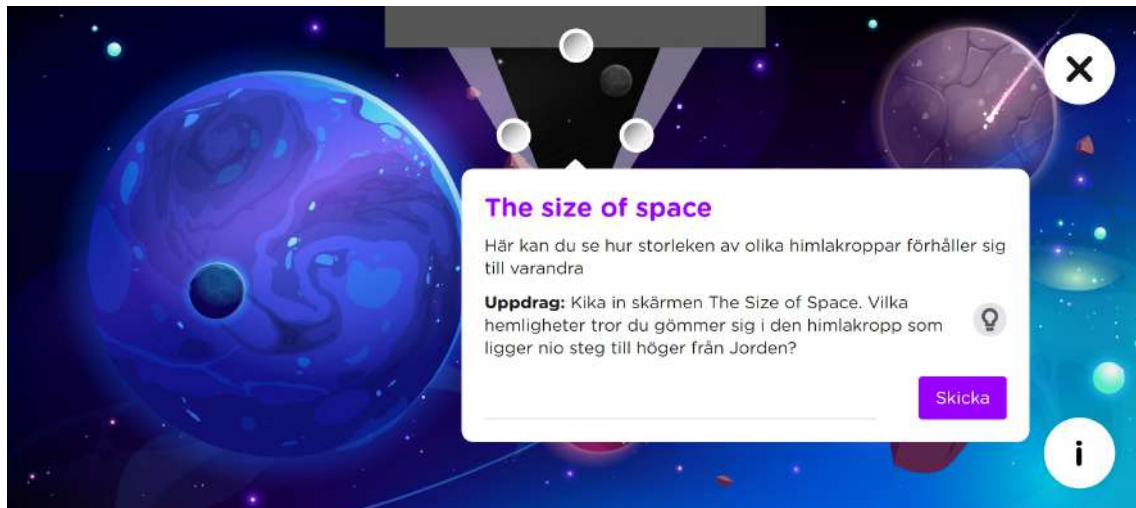 The size of space
Här kan du se hur storleken av olika himlakroppar förhåller sig
till varandra
Uppdrag: Kika in skärmen The Size of Space. Vilka
hemligheter tror du gömmer sig i den himlakropp som
ligger nio steg till höger från Jorden?
Skicka
i